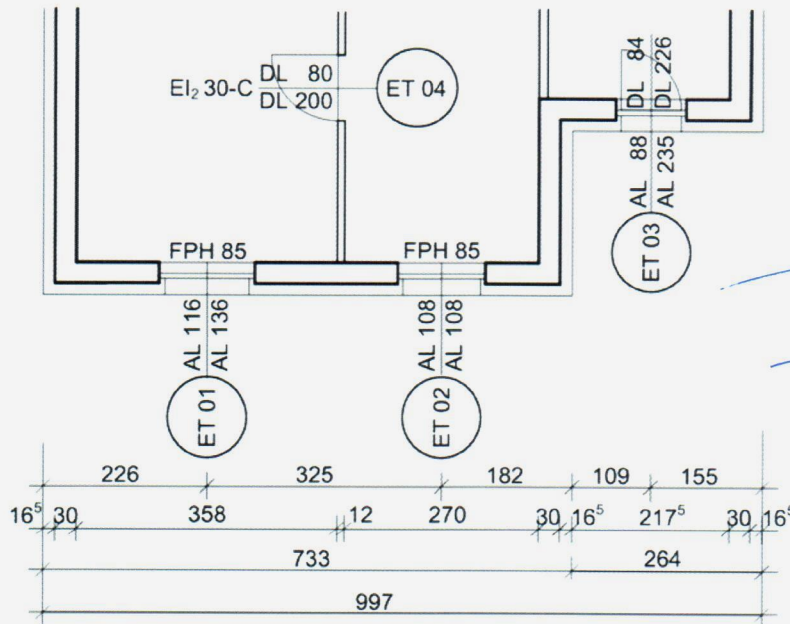 EI₂ 30-C
DL 80
DL 200
ET 04
DL 84
DL 226
AL 88
AL 235
ET 03
FPH 85
FPH 85
AL 116
AL 136
AL 108
AL 108
ET 01
ET 02
226 325 182 109 155
16⁵ 30 358 12 270 30 16⁵ 217⁵ 30 16⁵
733 264
997